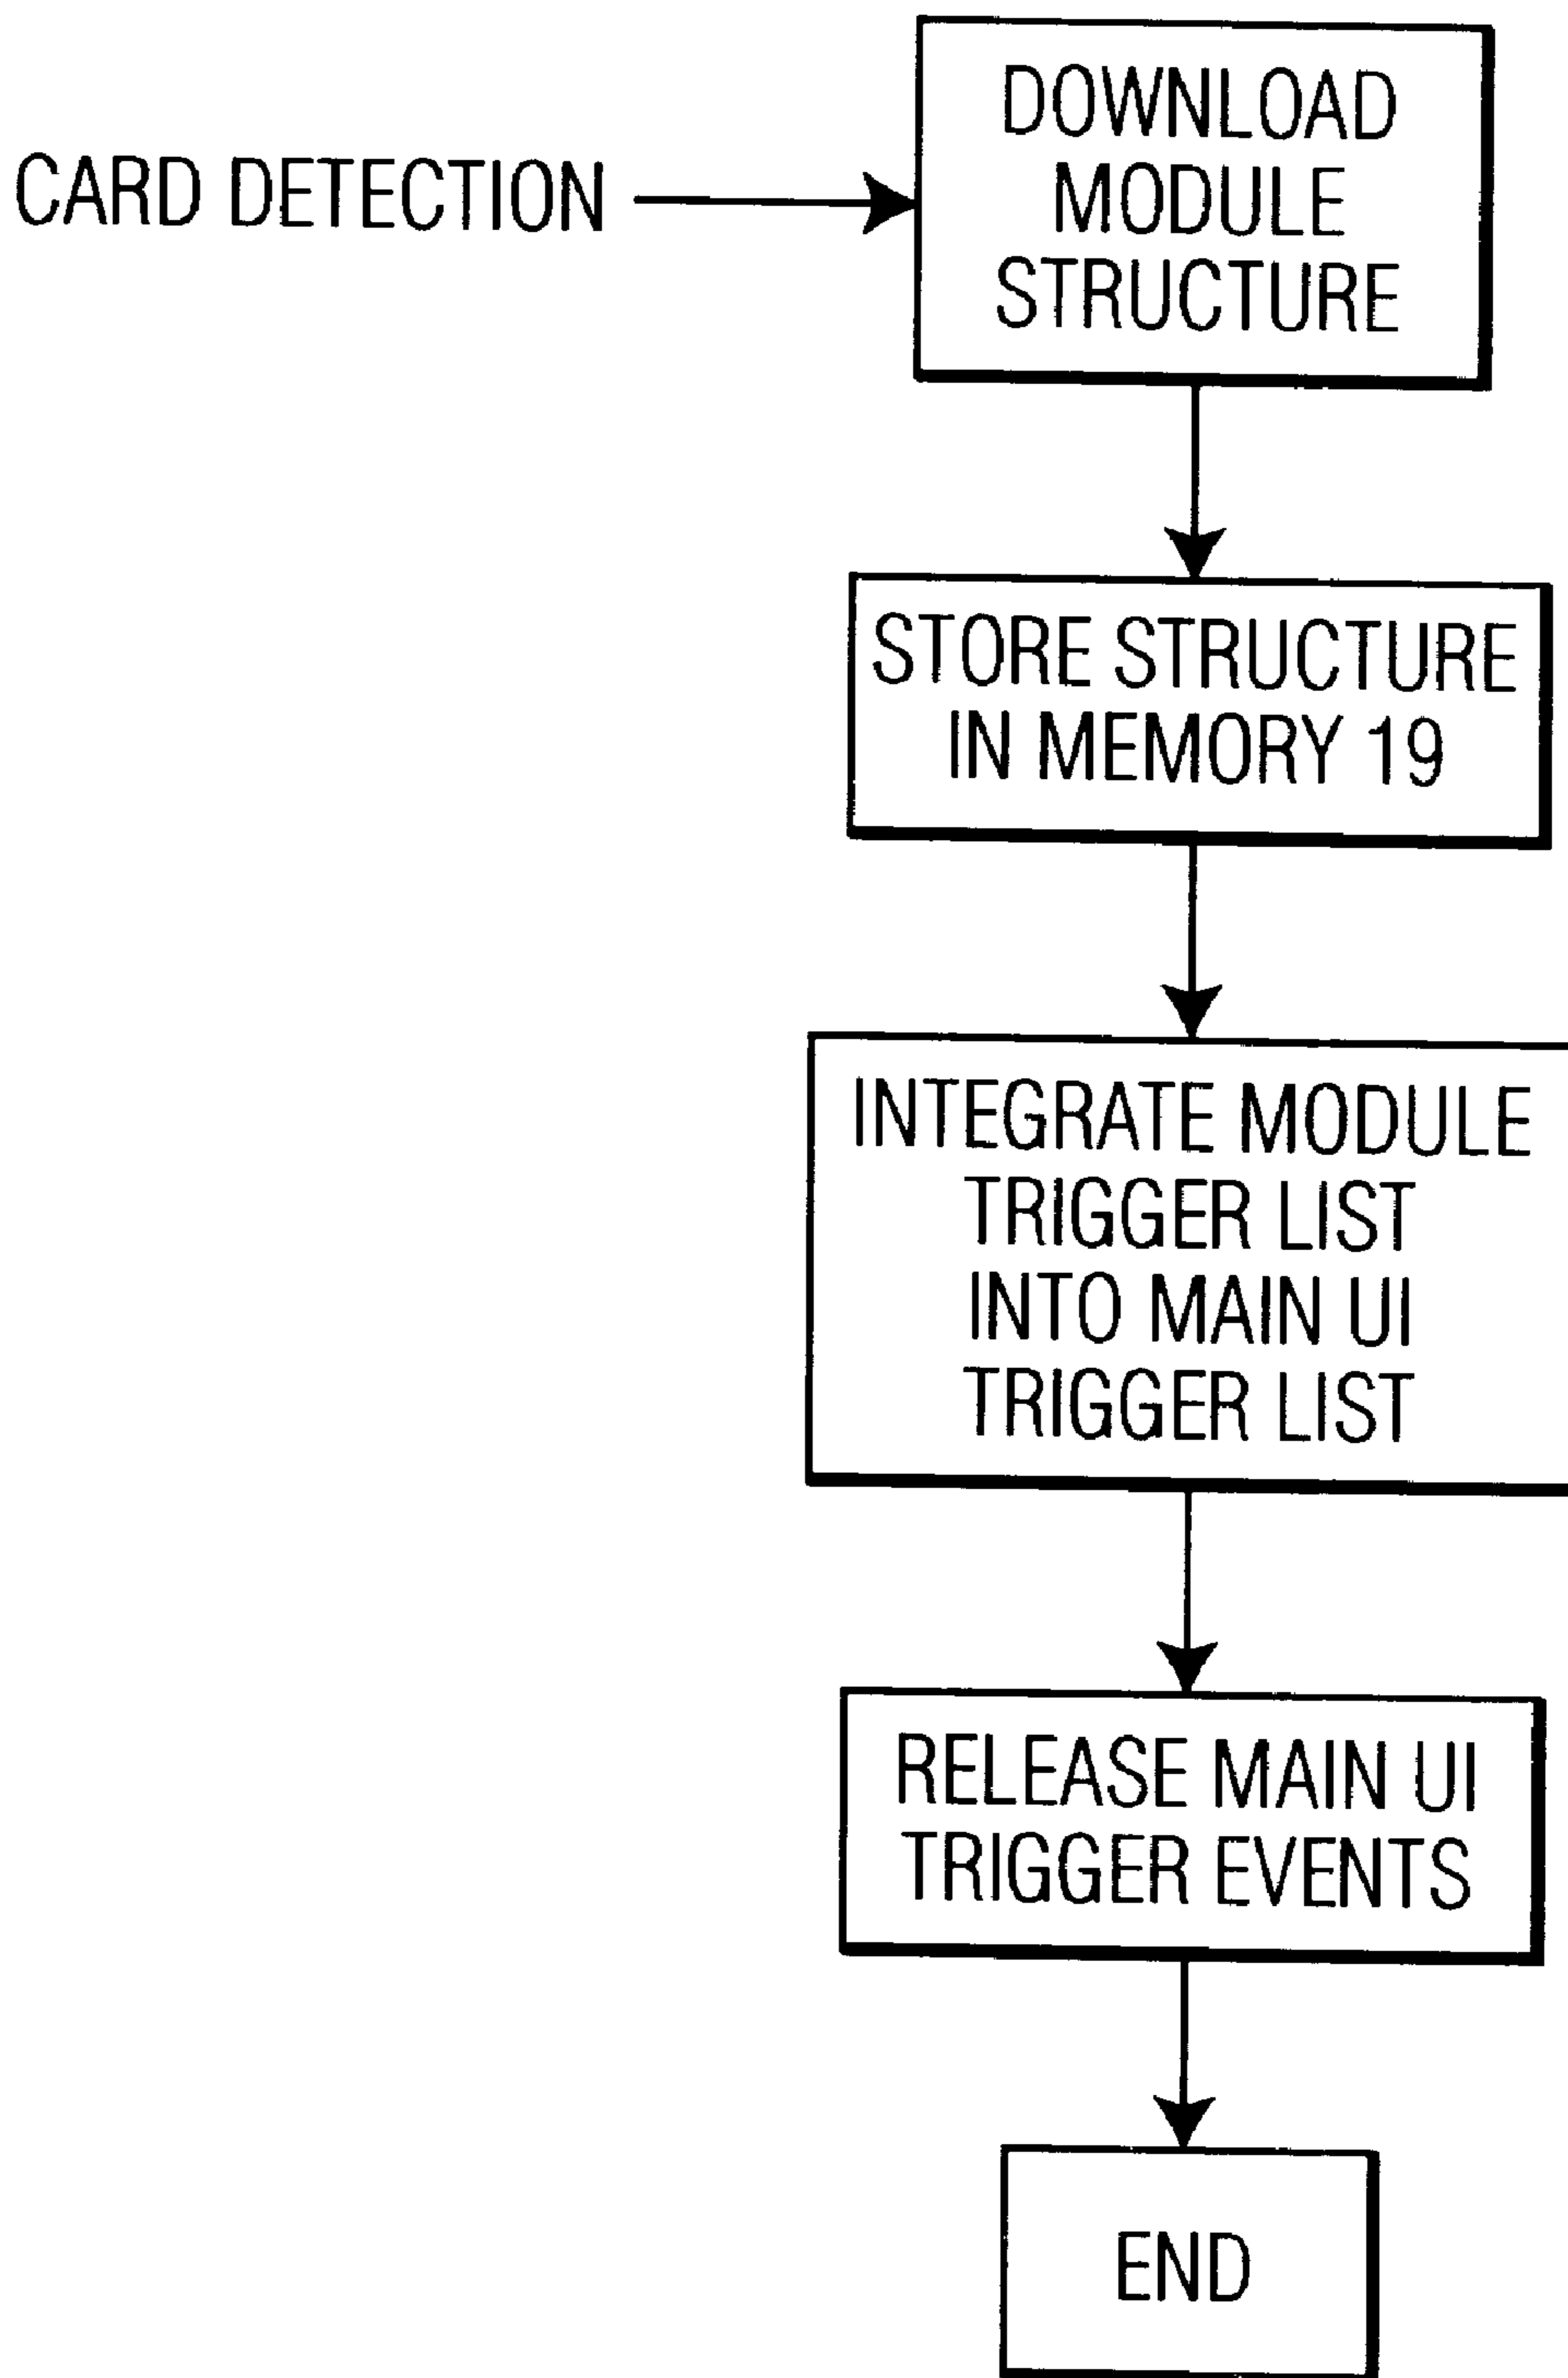 CARD DETECTION
DOWNLOAD
MODULE
STRUCTURE
STORE STRUCTURE
IN MEMORY 19
INTEGRATE MODULE
TRIGGER LIST
INTO MAIN UI
TRIGGER LIST
RELEASE MAIN UI
TRIGGER EVENTS
END